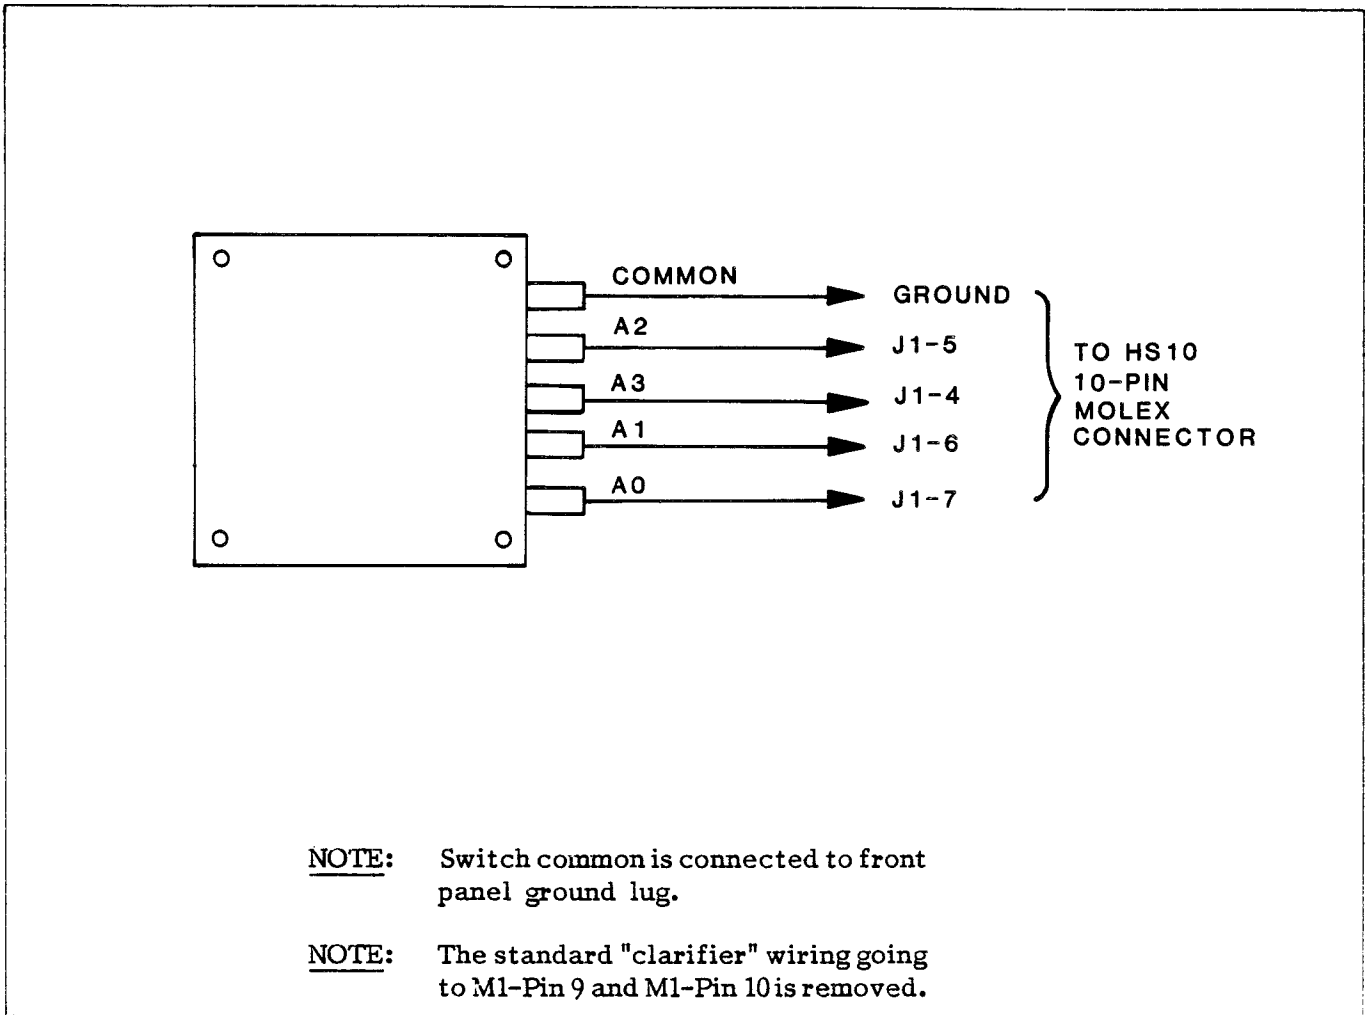 COMMON
GROUND
A2
J1-5
A3
J1-4
A1
J1-6
A0
J1-7
TO HS10
10-PIN
MOLEX
CONNECTOR
NOTE: Switch common is connected to front
panel ground lug.
NOTE: The standard "clarifier" wiring going
to M1-Pin 9 and M1-Pin 10 is removed.